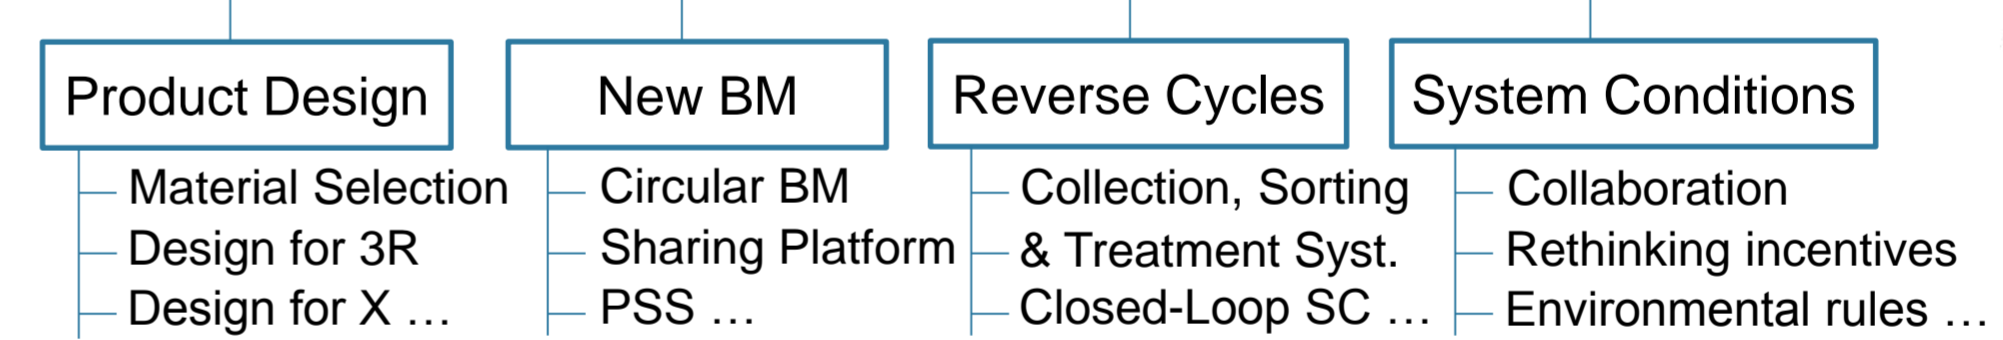 Product Design
Material Selection
Design for 3R
Design for X …
New BM
Circular BM
Sharing Platform
PSS …
Reverse Cycles
Collection, Sorting
& Treatment Syst.
Closed-Loop SC …
System Conditions
Collaboration
Rethinking incentives
Environmental rules …